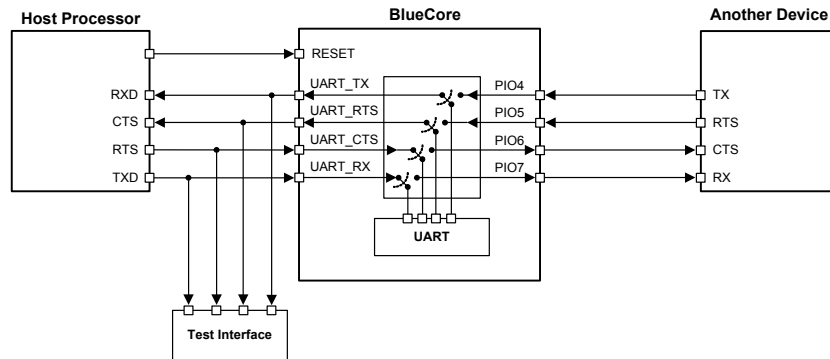 Host Processor
BlueCore
Another Device
RESET
RXD
UART_TX
PIO4
TX
CTS
UART_RTS
PIO5
RTS
RTS
UART_CTS
PIO6
CTS
TXD
UART_RX
PIO7
RX
UART
Test Interface